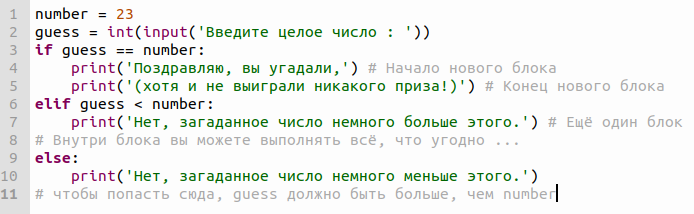 1 number = 23
2 guess = int(input('Введите целое число : '))
3 if guess == number:
4     print('Поздравляю, вы угадали,') # Начало нового блока
5     print('(хотя и не выиграли никакого приза!)') # Конец нового блока
6 elif guess < number:
7     print('Нет, загаданное число немного больше этого.') # Ещё один блок
8 # Внутри блока вы можете выполнять всё, что угодно ...
9 else:
10     print('Нет, загаданное число немного меньше этого.')
11 # чтобы попасть сюда, guess должно быть больше, чем number